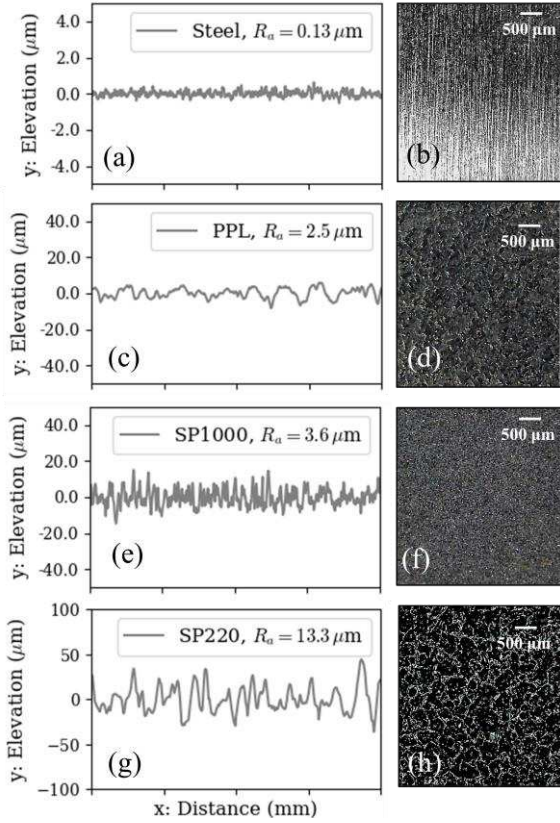 y: Elevation (μm)
4.0
2.0
0.0
-2.0
-4.0
Steel, Rₐ = 0.13 μm
(a)
500 μm
(b)
y: Elevation (μm)
40.0
20.0
0.0
-20.0
-40.0
PPL, Rₐ = 2.5 μm
(c)
500 μm
(d)
y: Elevation (μm)
40.0
20.0
0.0
-20.0
-40.0
SP1000, Rₐ = 3.6 μm
(e)
500 μm
(f)
y: Elevation (μm)
100
50
0
−50
−100
SP220, Rₐ = 13.3 μm
(g)
500 μm
(h)
x: Distance (mm)